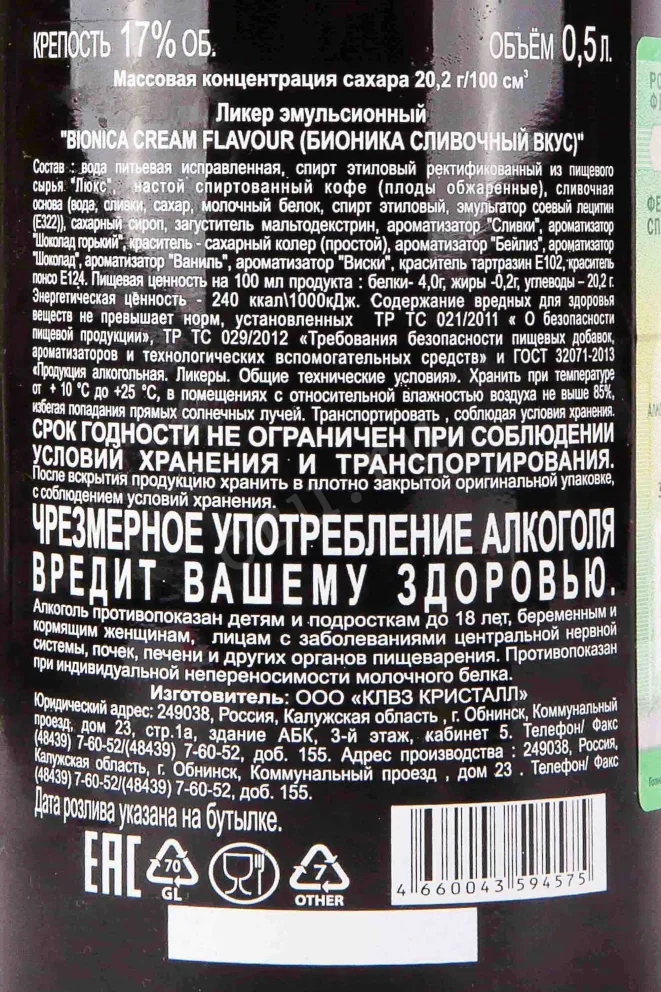 КРЕПОСТЬ 17% ОБ. ОБЪЁМ 0,5 л.
Массовая концентрация сахара 20,2 г/100 см³
Ликер эмульсионный
"BIONICA CREAM FLAVOUR (БИОНИКА СЛИВОЧНЫЙ ВКУС)"
Состав : вода питьевая исправленная, спирт этиловый ректификованный из пищевого
сырья "Люкс", настой спиртованный кофе (плоды обжаренные), сливочная
основа (вода, сливки, сахар, молочный белок, спирт этиловый, эмульгатор соевый лецитин
(Е322)), сахарный сироп, загуститель мальтодекстрин, ароматизатор "Сливки", ароматизатор
"Шоколад горький", краситель - сахарный колер (простой), ароматизатор "Бейлиз", ароматизатор
"Шоколад", ароматизатор "Ваниль", ароматизатор "Виски", краситель тартразин Е102, краситель
понсо Е124. Пищевая ценность на 100 мл продукта : белки- 4,0г, жиры -0,2г, углеводы – 20,2 г.
Энергетическая ценность - 240 ккал\1000кДж. Содержание вредных для здоровья
веществ не превышает норм, установленных ТР ТС 021/2011 « О безопасности
пищевой продукции», ТР ТС 029/2012 «Требования безопасности пищевых добавок,
ароматизаторов и технологических вспомогательных средств» и ГОСТ 32071-2013
«Продукция алкогольная. Ликеры. Общие технические условия». Хранить при температуре
от + 10 °С до +25 °С, в помещениях с относительной влажностью воздуха не выше 85%,
избегая попадания прямых солнечных лучей. Транспортировать , соблюдая условия хранения.
СРОК ГОДНОСТИ НЕ ОГРАНИЧЕН ПРИ СОБЛЮДЕНИИ
УСЛОВИЙ ХРАНЕНИЯ И ТРАНСПОРТИРОВАНИЯ.
После вскрытия продукцию хранить в плотно закрытой оригинальной упаковке,
с соблюдением условий хранения.
ЧРЕЗМЕРНОЕ УПОТРЕБЛЕНИЕ АЛКОГОЛЯ
ВРЕДИТ ВАШЕМУ ЗДОРОВЬЮ.
Алкоголь противопоказан детям и подросткам до 18 лет, беременным и
кормящим женщинам, лицам с заболеваниями центральной нервной
системы, почек, печени и других органов пищеварения. Противопоказан
при индивидуальной непереносимости молочного белка.
Изготовитель: ООО «КЛВЗ КРИСТАЛЛ»
Юридический адрес: 249038, Россия, Калужская область , г. Обнинск, Коммунальный
проезд, дом 23, стр.1а, здание АБК, 3-й этаж, кабинет 5. Телефон/ Факс
(48439) 7-60-52/(48439) 7-60-52, доб. 155. Адрес производства : 249038, Россия,
Калужская область, г. Обнинск, Коммунальный проезд , дом 23 . Телефон/ Факс
(48439) 7-60-52/(48439) 7-60-52, доб. 155.
Дата розлива указана на бутылке.
EAC 70 GL 7 OTHER
4 660043 594575